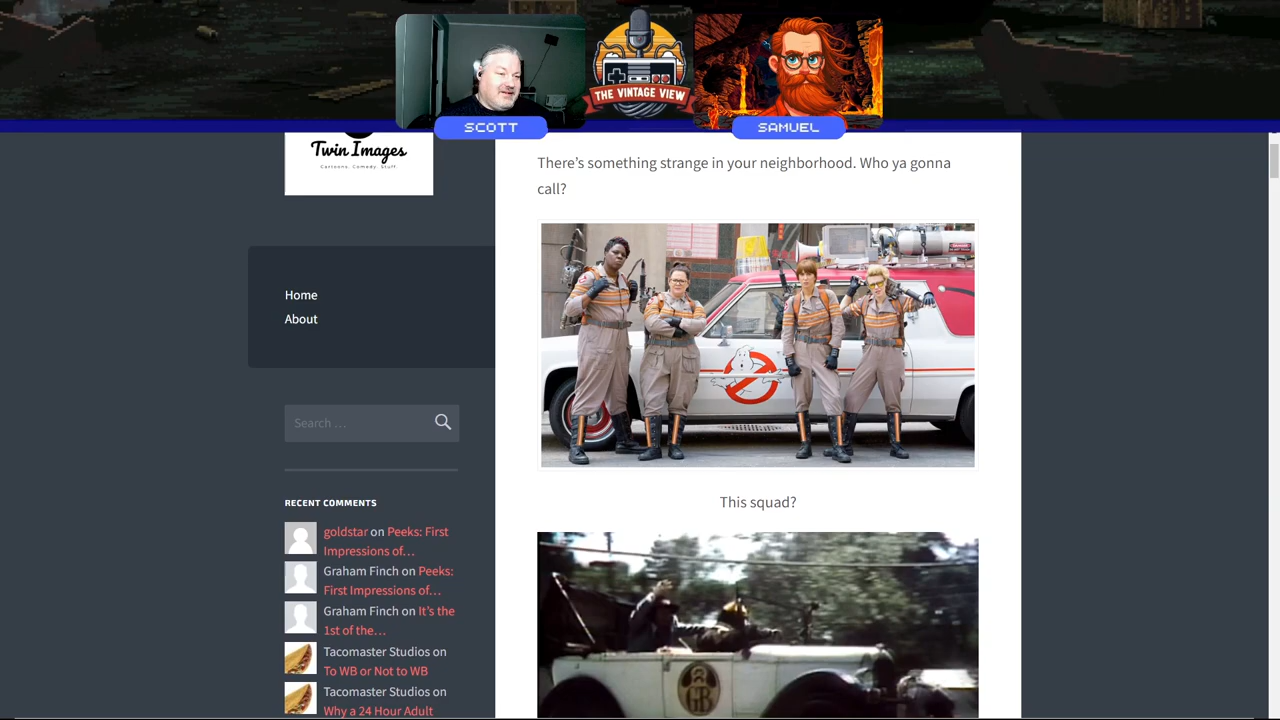 THE VINTAGE VIEW
SCOTT
SAMUEL
Twin Images
Cartoons. Comedy. Stuff.
There's something strange in your neighborhood. Who ya gonna
call?
Home
About
Search …
This squad?
RECENT COMMENTS
goldstar on Peeks: First
Impressions of…
Graham Finch on Peeks:
First Impressions of…
Graham Finch on It's the
1st of the…
Tacomaster Studios on
To WB or Not to WB
Tacomaster Studios on
Why a 24 Hour Adult
GB